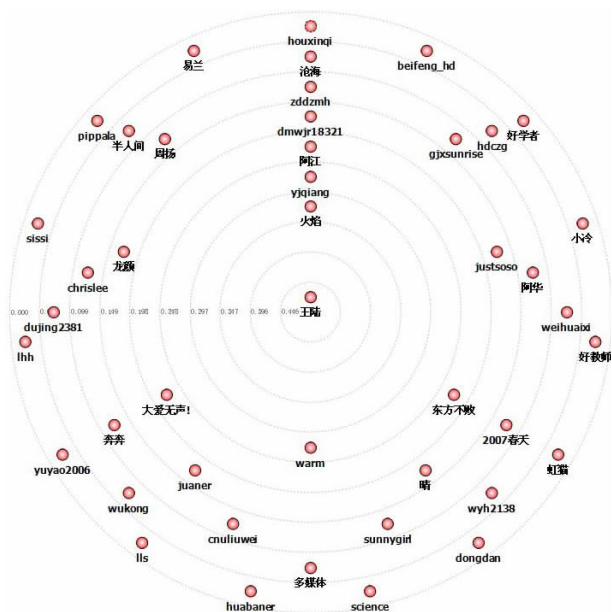 houxinqi
易兰
beifeng_hd
沧海
zddzmh
pippala
半人间
dmwjr18321
好学者
周扬
hdczg
gjxsunrise
阿江
yjqiang
火焰
sissi
小冷
龙颜
justsoso
chrislee
阿华
0.000 0.099 0.149 0.198 0.297 0.347 0.396 0.446
王陆
dujing2381
weihuaixi
lhh
好教师
大爱无声!
东方不败
奔奔
2007春天
warm
yuyao2006
虹猫
juaner
晴
wukong
wyh2138
cnuliuwei
sunnygirl
lls
dongdan
多媒体
huabaner
science